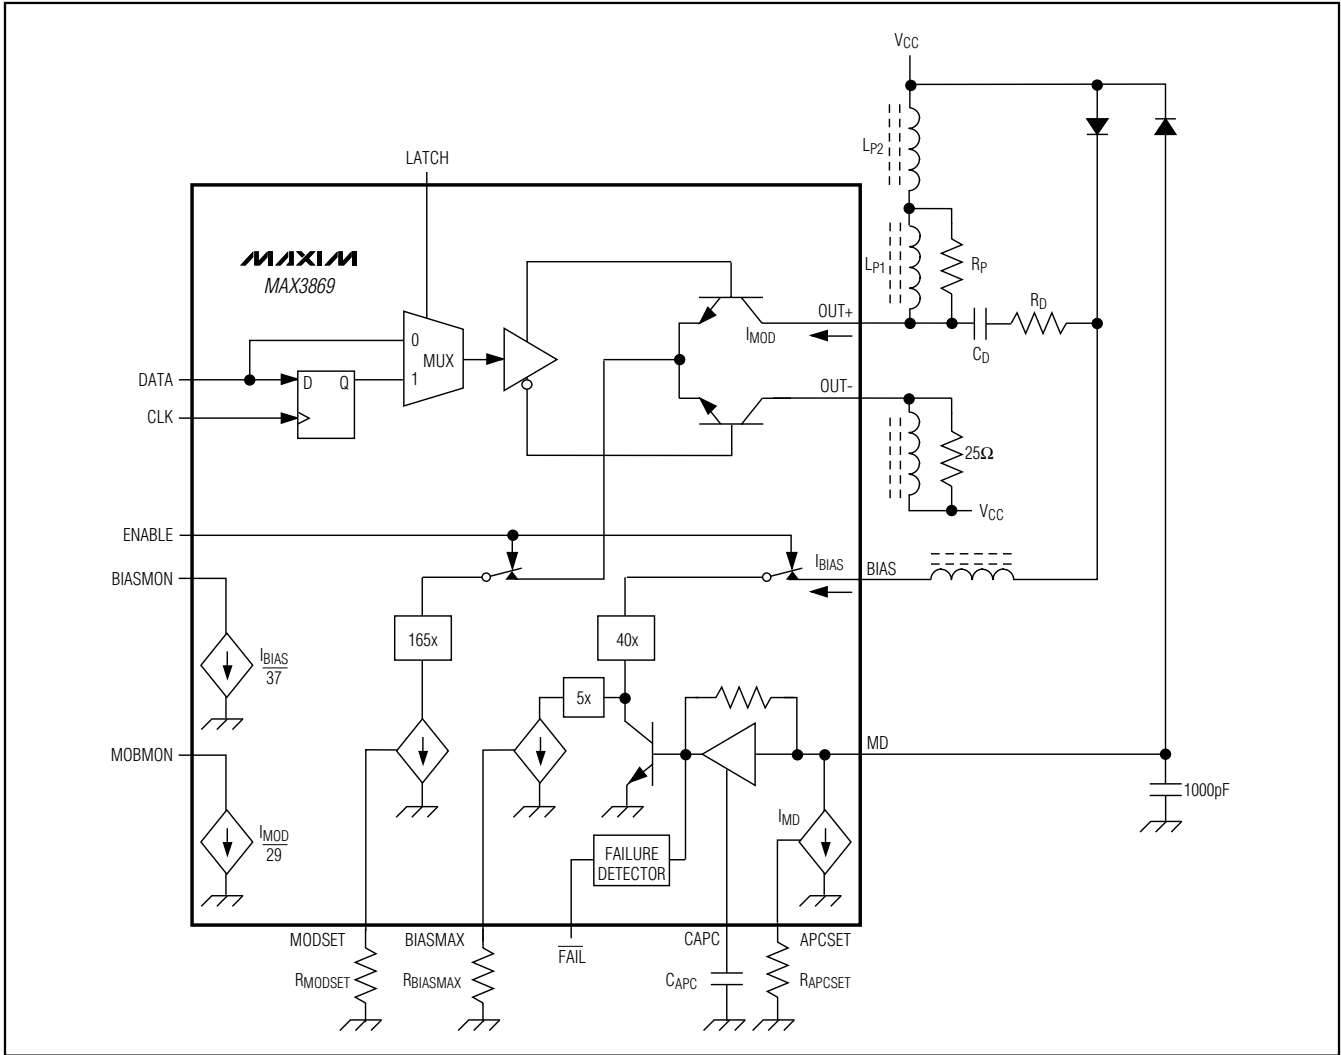 VCC
LP2
LATCH
MAXIM
MAX3869
LP1
RP
OUT+
RD
IMOD
CD
0
MUX
1
DATA
D Q
CLK
OUT-
25Ω
VCC
ENABLE
BIASMON
IBIAS
BIAS
165x
40x
IBIAS
37
5x
MOBMON
MD
1000pF
IMD
IMOD
29
FAILURE
DETECTOR
MODSET
BIASMAX
FAIL
CAPC
APCSET
RMODSET
RBIASMAX
CAPC
RAPCSET